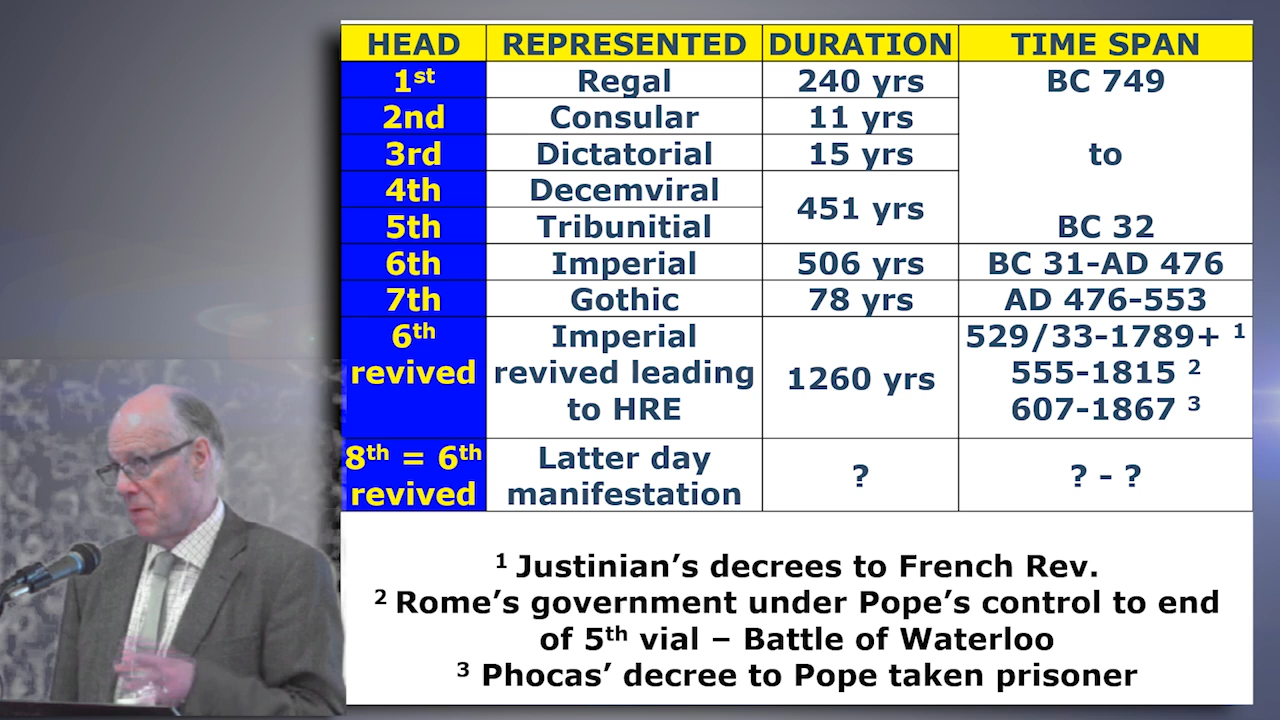 HEAD REPRESENTED DURATION TIME SPAN
1st Regal 240 yrs BC 749
2nd Consular 11 yrs
3rd Dictatorial 15 yrs to
4th Decemviral
451 yrs
5th Tribunitial BC 32
6th Imperial 506 yrs BC 31-AD 476
7th Gothic 78 yrs AD 476-553
6th Imperial 529/33-1789+ 1
revived revived leading 1260 yrs 555-1815 2
to HRE 607-1867 3
8th = 6th Latter day
? ? - ?
revived manifestation
1 Justinian’s decrees to French Rev.
2 Rome’s government under Pope’s control to end
of 5th vial – Battle of Waterloo
3 Phocas’ decree to Pope taken prisoner